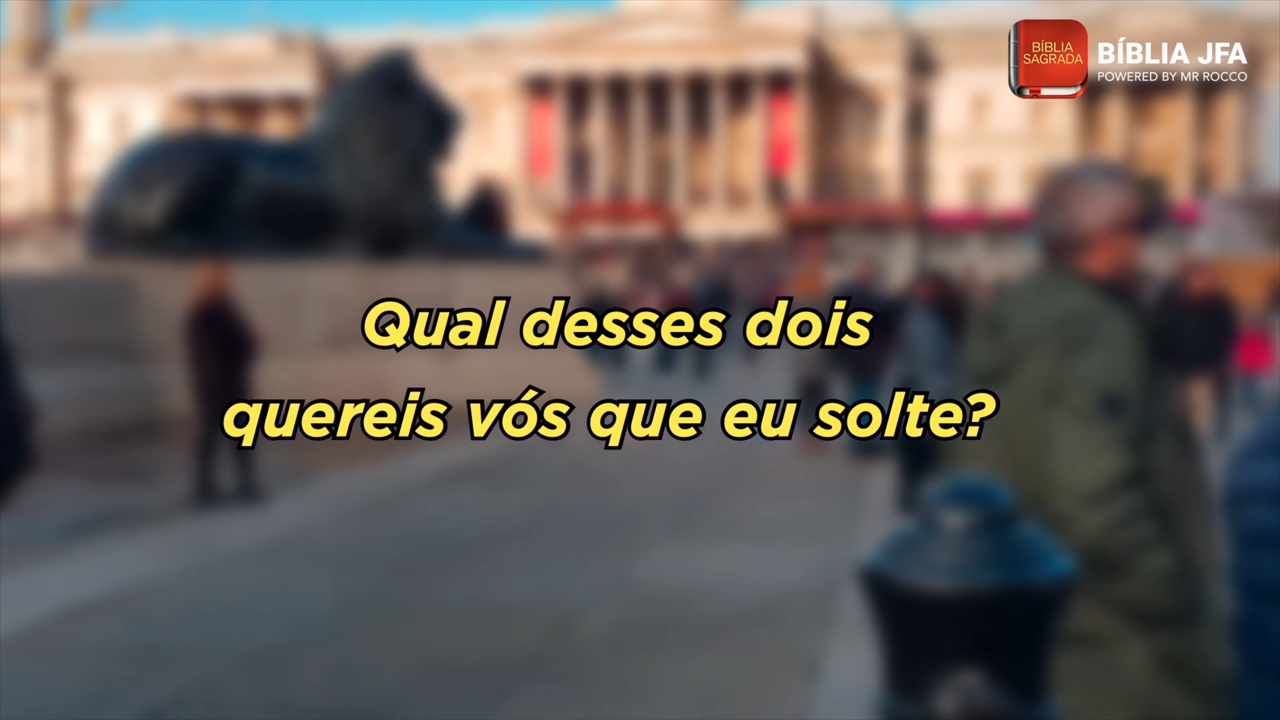 BÍBLIA
SAGRADA
BÍBLIA JFA
POWERED BY MR ROCCO
Qual desses dois
quereis vós que eu solte?